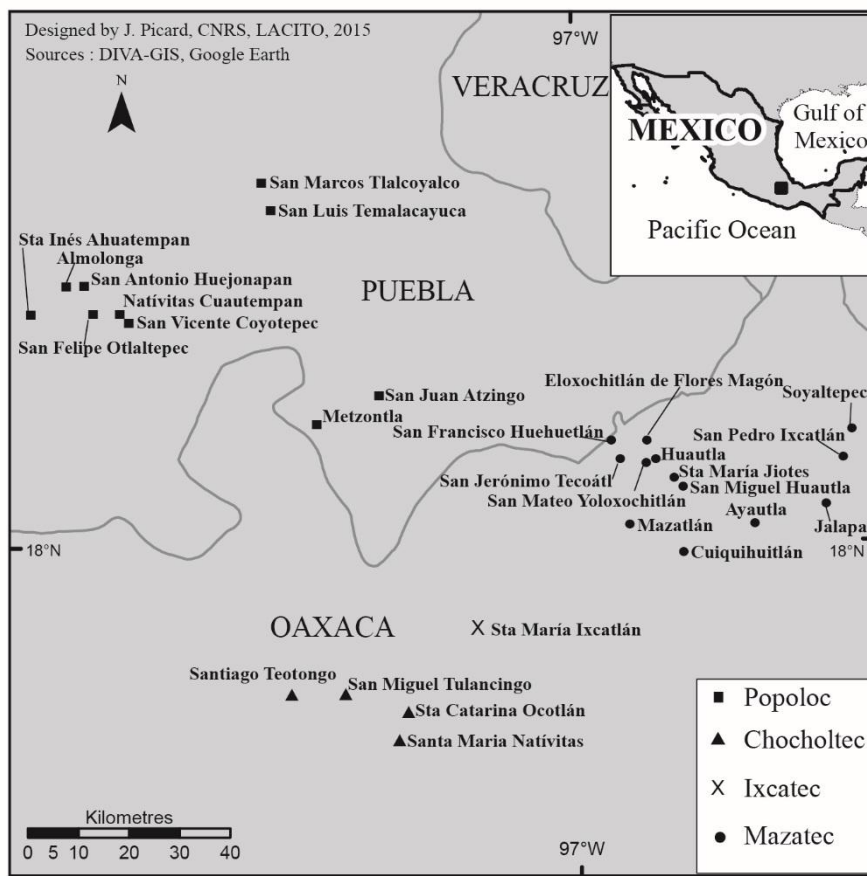 Designed by J. Picard, CNRS, LACITO, 2015
Sources : DIVA-GIS, Google Earth
97°W
N
VERACRUZ
MEXICO
Gulf of
Mexico
Pacific Ocean
San Marcos Tlalcoyalco
San Luis Temalacayuca
Sta Inés Ahuatempan
Almolonga
San Antonio Huejonapan
Natívitas Cuautempan
San Vicente Coyotepec
San Felipe Otlaltepec
PUEBLA
San Juan Atzingo
Metzontla
Eloxochitlán de Flores Magón
Soyaltepec
San Francisco Huehuetlán
San Pedro Ixcatlán
Huautla
San Jerónimo Tecoátl
Sta María Jiotes
San Miguel Huautla
San Mateo Yoloxochitlán
Ayautla
Mazatlán
Jalapa
18°N
18°N
Cuiquihuitlán
OAXACA
Sta María Ixcatlán
Santiago Teotongo
San Miguel Tulancingo
Sta Catarina Ocotlán
Santa Maria Natívitas
Popoloc
Chocholtec
Ixcatec
Mazatec
Kilometres
0 5 10 20 30 40
97°W